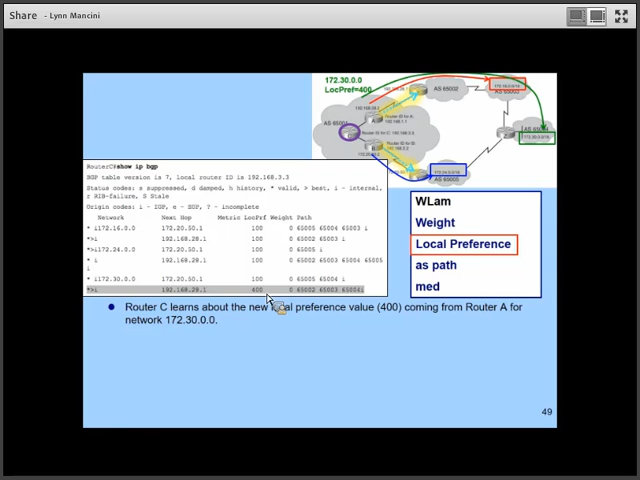 Share - Lynn Mancini
172.30.0.0
LocPref=400
AS 65002
AS 65005
RouterC#show ip bgp
BGP table version is 7, local router ID is 192.168.3.3
Status codes: s suppressed, d damped, h history, * valid, > best, i - internal,
r RIB-failure, S Stale
Origin codes: i - IGP, e - EGP, ? - incomplete
Network Next Hop Metric LocPrf Weight Path
* i172.16.0.0 172.20.50.1 100 0 65005 65004 65003 i
*>i 192.168.28.1 100 0 65002 65003 i
*>i172.24.0.0 172.20.50.1 100 0 65005 i
* i 192.168.28.1 100 0 65002 65003 65004 65005
i
* i172.30.0.0 172.20.50.1 100 0 65005 65004 i
*>i 192.168.28.1 400 0 65002 65003 65004i
WLam
Weight
Local Preference
as path
med
● Router C learns about the new local preference value (400) coming from Router A for
network 172.30.0.0.
49